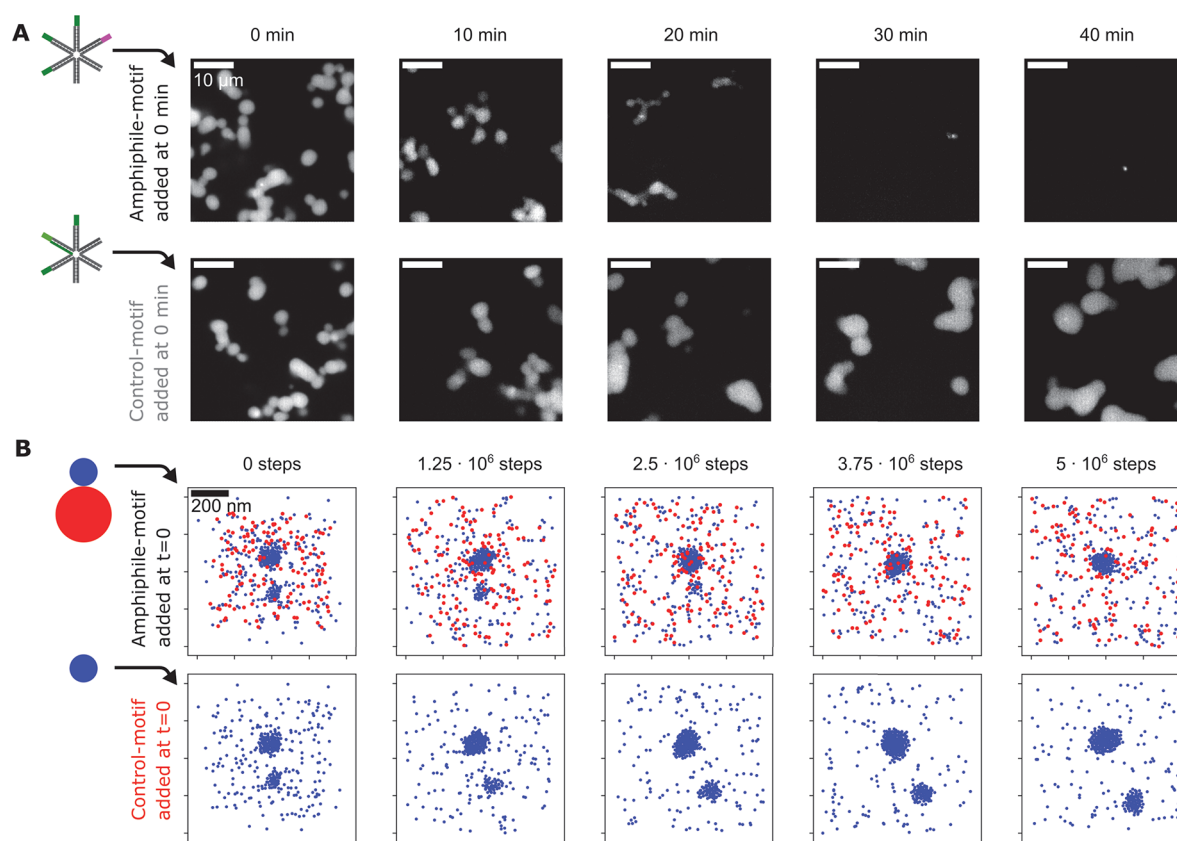 A
0 min
10 min
20 min
30 min
40 min
Amphiphile-motif
added at 0 min
10 µm
Control-motif
added at 0 min
B
0 steps
1.25 · 10⁶ steps
2.5 · 10⁶ steps
3.75 · 10⁶ steps
5 · 10⁶ steps
Amphiphile-motif
added at t=0
200 nm
Control-motif
added at t=0